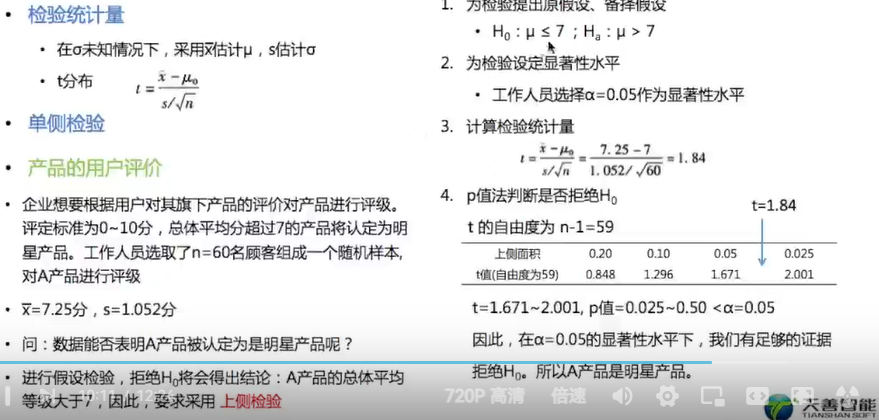 检验统计量
在σ未知情况下，采用x̄估计μ，s估计σ
t分布 t = (x̄ − μ₀) / (s/√n)
单侧检验
产品的用户评价
企业想要根据用户对其旗下产品的评价对产品进行评级。
评定标准为0~10分，总体平均分超过7的产品将认定为明
星产品。工作人员选取了n=60名顾客组成一个随机样本,
对A产品进行评级
x̄=7.25分，s=1.052分
问：数据能否表明A产品被认定为是明星产品呢？
进行假设检验，拒绝H₀将会得出结论：A产品的总体平均
等级大于7，因此，要求采用 上侧检验
1. 为检验提出原假设、备择假设
H₀：μ ≤ 7 ；Hₐ：μ > 7
2. 为检验设定显著性水平
工作人员选择α=0.05作为显著性水平
3. 计算检验统计量
t = (x̄ − μ₀) / (s/√n) = (7.25 − 7) / (1.052/√60) = 1.84
4. p值法判断是否拒绝H₀
t=1.84
t 的自由度为 n-1=59
上侧面积 0.20 0.10 0.05 0.025
t值(自由度为59) 0.848 1.296 1.671 2.001
t=1.671~2.001, p值=0.025~0.50 <α=0.05
因此，在α=0.05的显著性水平下，我们有足够的证据
拒绝H₀。所以A产品是明星产品。
720P 高清 倍速
天善智能
TIANSHANSOFT